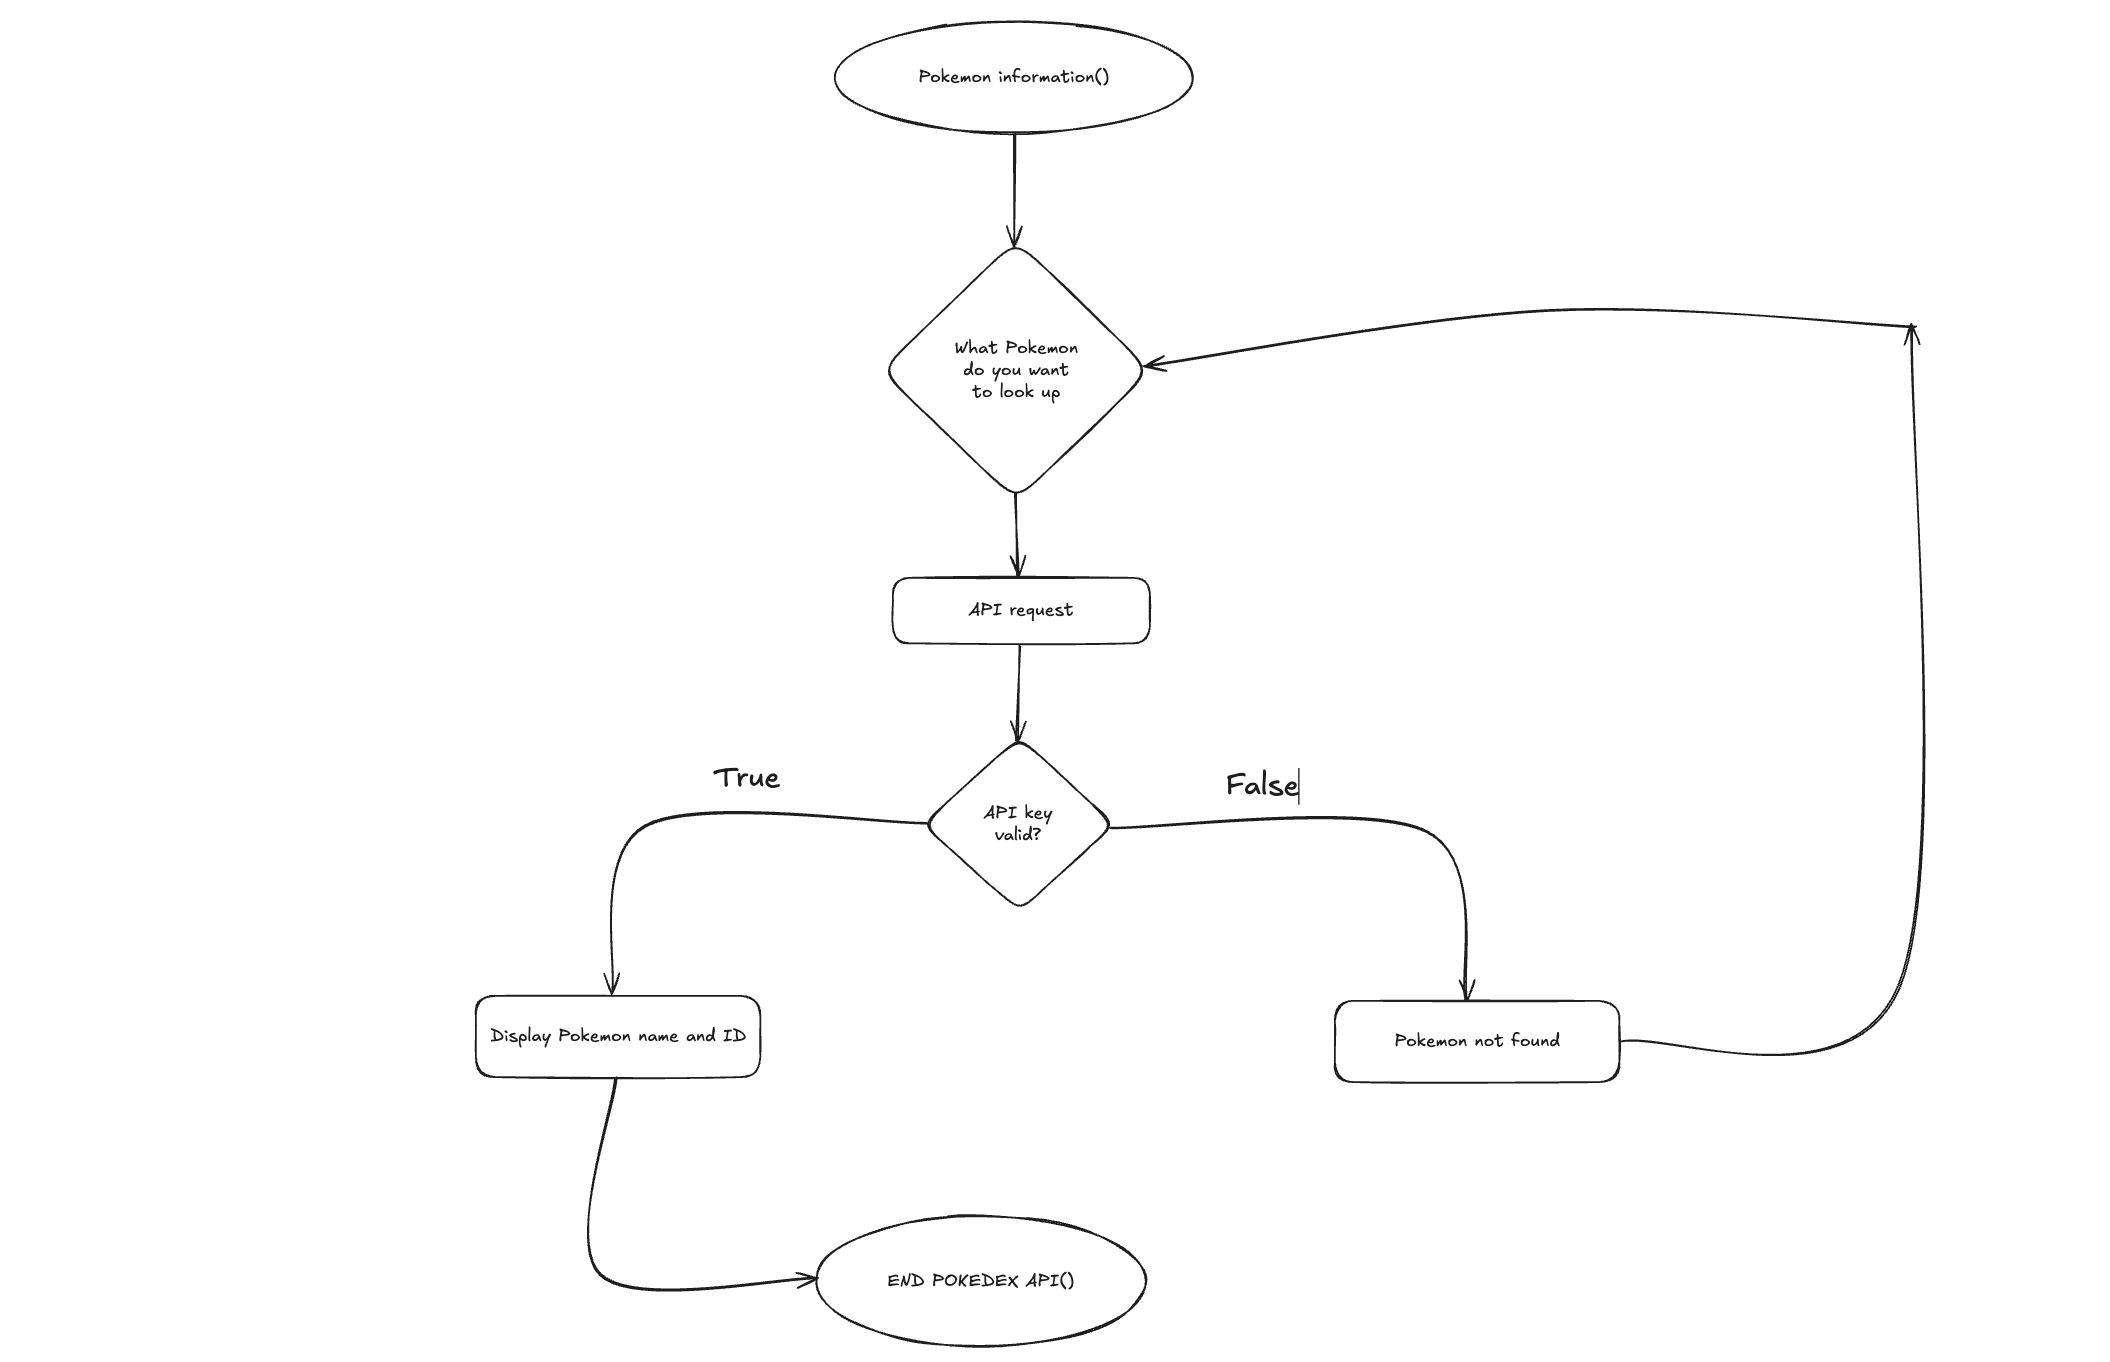 Pokemon information()
What Pokemon
do you want
to look up
API request
True
False
API key
valid?
Display Pokemon name and ID
Pokemon not found
END POKEDEX API()